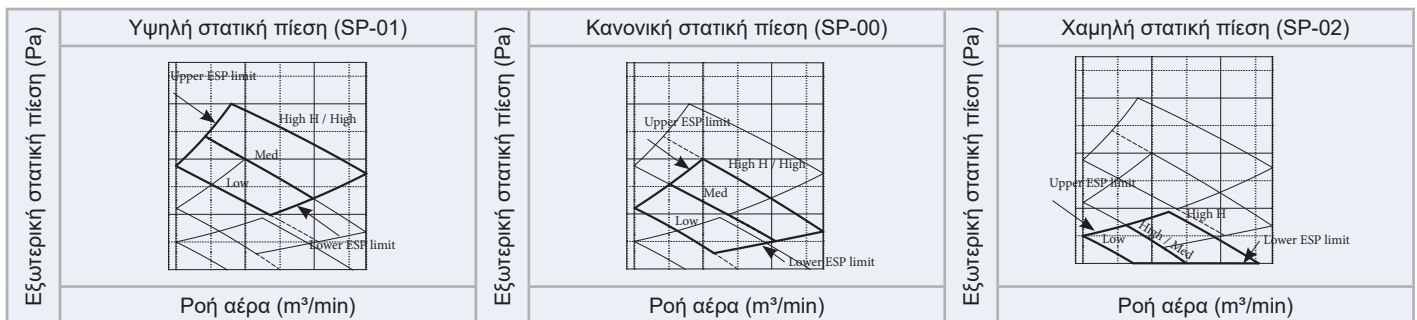 Εξωτερική στατική πίεση (Pa)
Υψηλή στατική πίεση (SP-01)
Upper ESP limit
High H / High
Med
Low
Lower ESP limit
Ροή αέρα (m³/min)
Εξωτερική στατική πίεση (Pa)
Κανονική στατική πίεση (SP-00)
Upper ESP limit
High H / High
Med
Low
Lower ESP limit
Ροή αέρα (m³/min)
Εξωτερική στατική πίεση (Pa)
Χαμηλή στατική πίεση (SP-02)
Upper ESP limit
High H
Low
High / Med
Lower ESP limit
Ροή αέρα (m³/min)